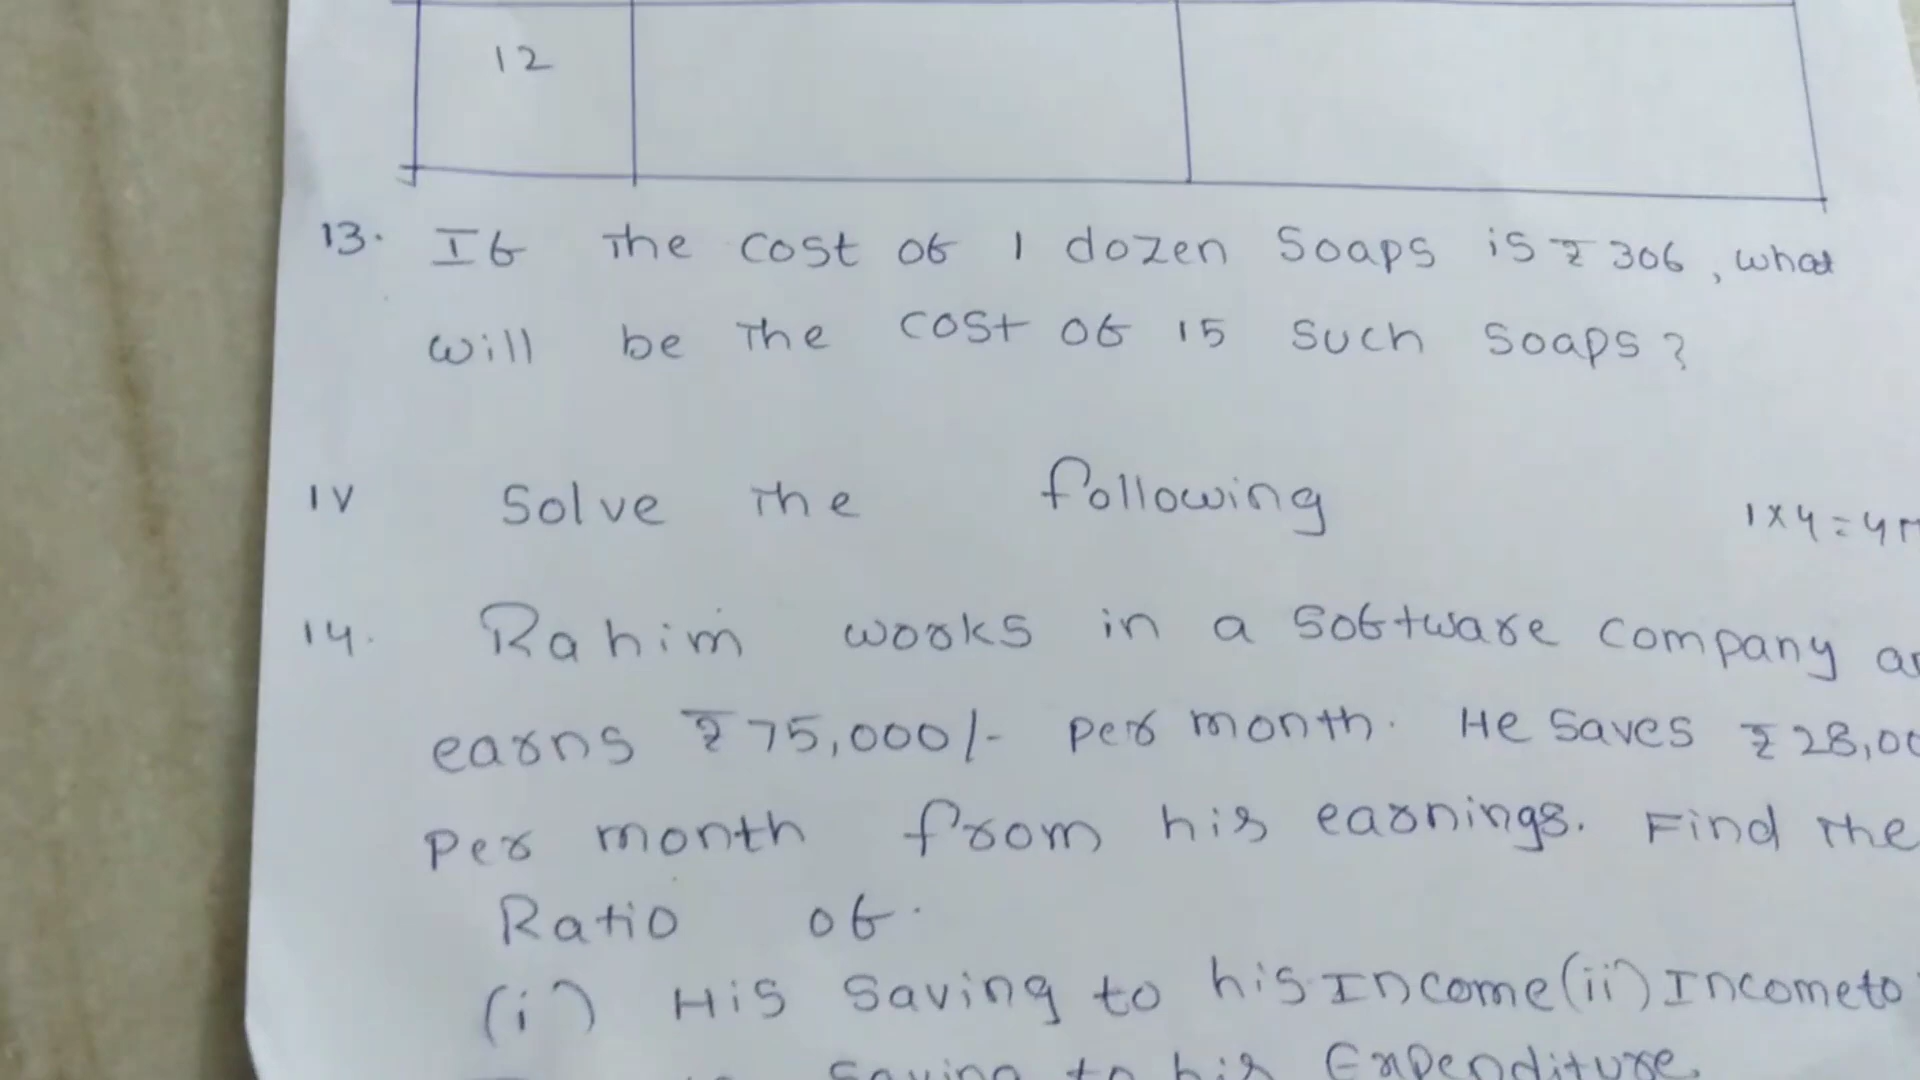 12
13. If the cost of 1 dozen soaps is ₹306, what
will be the cost of 15 such soaps?
IV Solve the following 1×4=4
14. Rahim works in a software company
earns ₹75,000/- per month. He saves ₹28,00
per month from his earnings. Find the
Ratio of.
(i) His saving to his Income (ii) Income to
saving to his Expenditure.